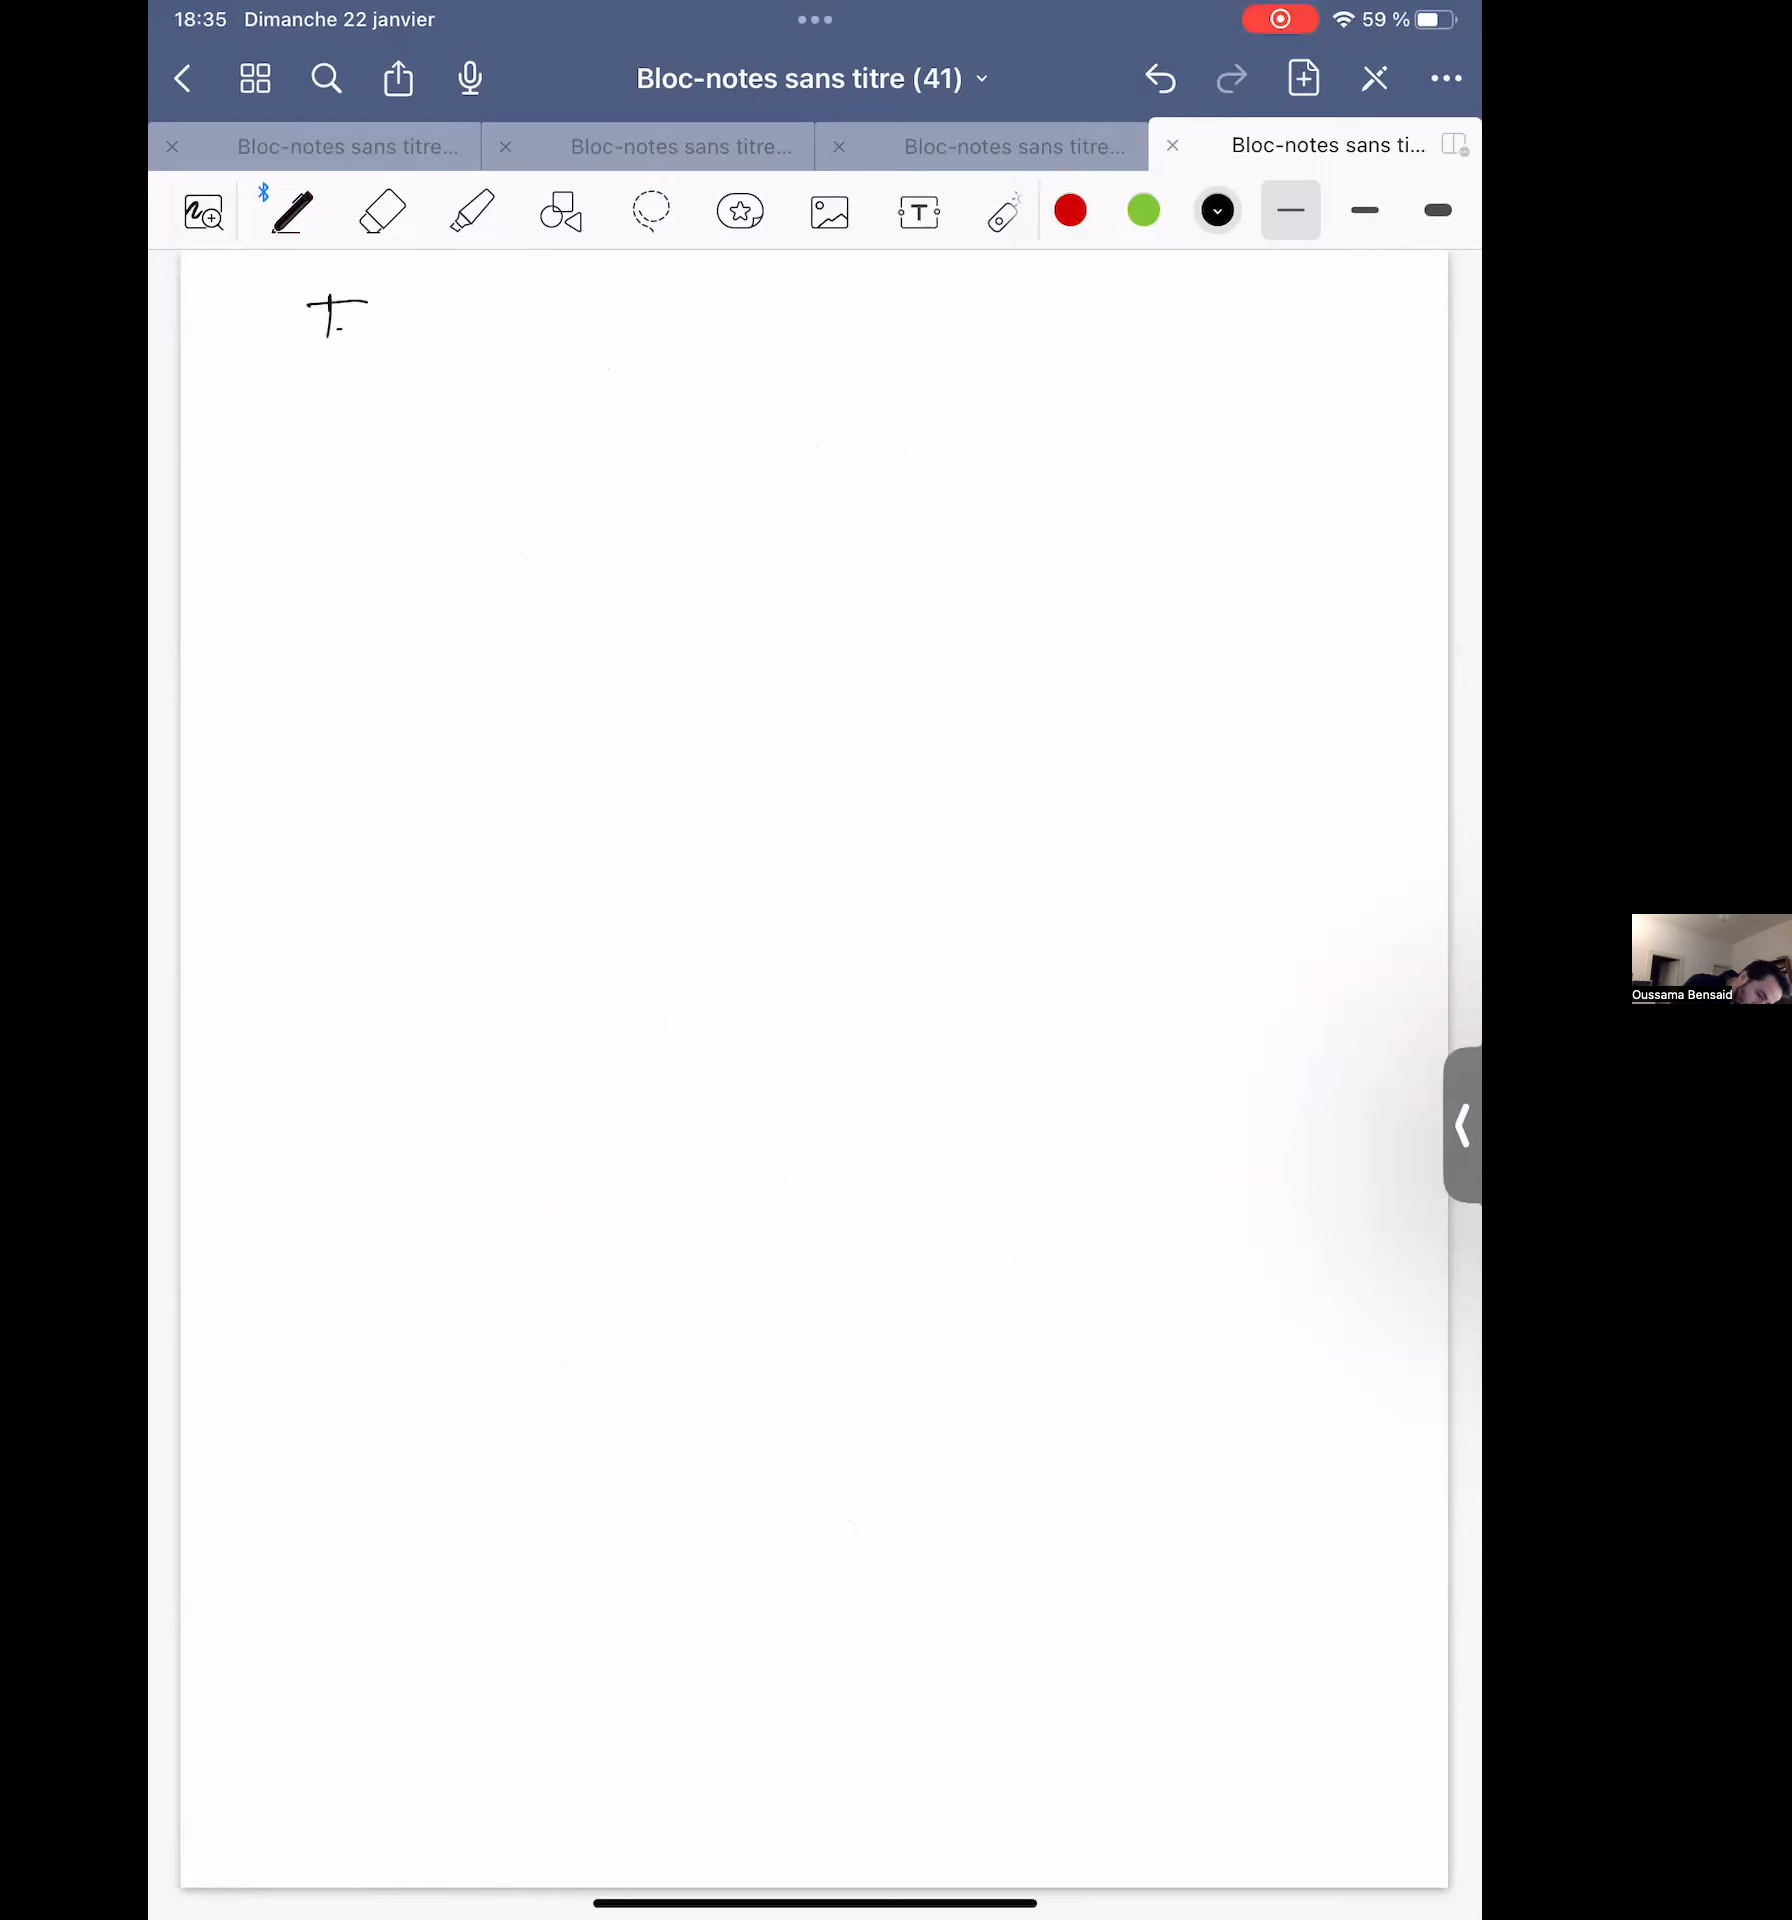 18:35 Dimanche 22 janvier 59 %
Bloc-notes sans titre (41)
Bloc-notes sans titre... Bloc-notes sans titre... Bloc-notes sans titre... Bloc-notes sans ti...
T
T.
Oussama Bensaid